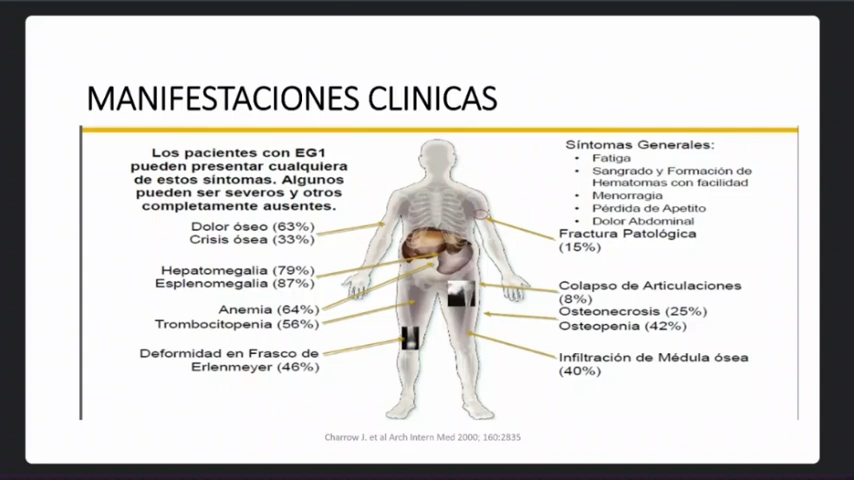 MANIFESTACIONES CLINICAS
Los pacientes con EG1
pueden presentar cualquiera
de estos síntomas. Algunos
pueden ser severos y otros
completamente ausentes.
Dolor óseo (63%)
Crisis ósea (33%)
Hepatomegalia (79%)
Esplenomegalia (87%)
Anemia (64%)
Trombocitopenia (56%)
Deformidad en Frasco de
Erlenmeyer (46%)
Síntomas Generales:
• Fatiga
• Sangrado y Formación de
Hematomas con facilidad
• Menorragia
• Pérdida de Apetito
• Dolor Abdominal
Fractura Patológica
(15%)
Colapso de Articulaciones
(8%)
Osteonecrosis (25%)
Osteopenia (42%)
Infiltración de Médula ósea
(40%)
Charrow J. et al Arch Intern Med 2000; 160:2835